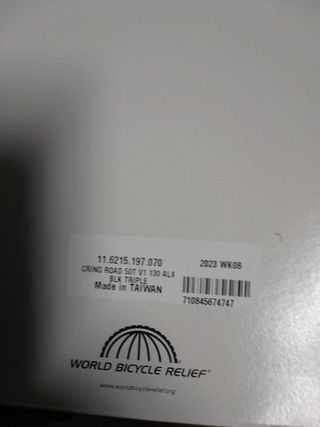 11.6215.197.070
2023 WK08
CRING ROAD 50T V1 130 AL4
BLK TRIPLE
Made in TAIWAN
710845674747
WORLD BICYCLE RELIEF®
www.worldbicyclerelief.org